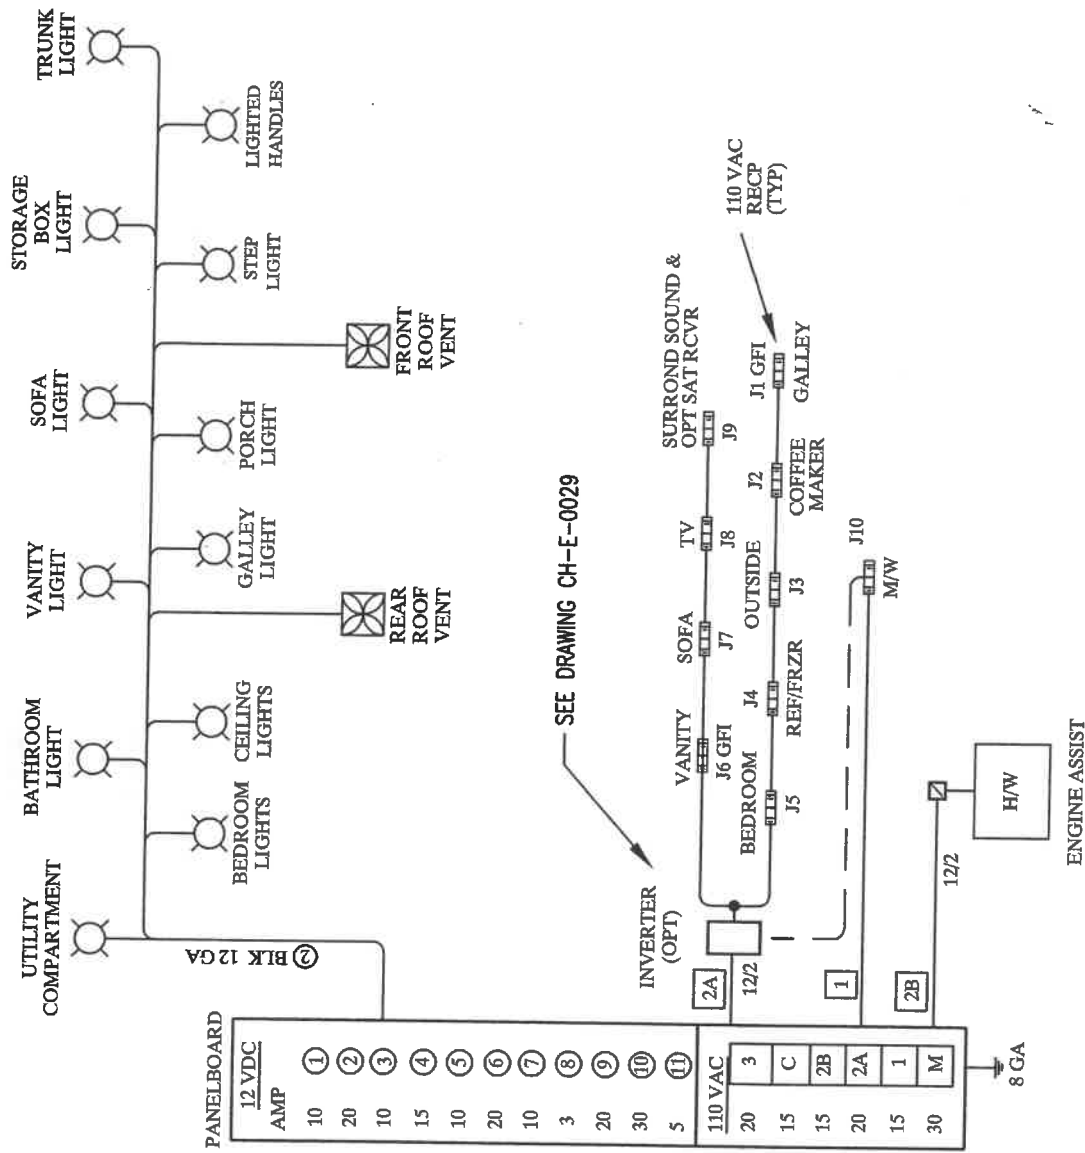 TRUNK
LIGHT
STORAGE
BOX
LIGHT
SOFA
LIGHT
VANITY
LIGHT
BATHROOM
LIGHT
UTILITY
COMPARTMENT
LIGHTED
HANDLES
STEP
LIGHT
FRONT
ROOF
VENT
PORCH
LIGHT
GALLEY
LIGHT
REAR
ROOF
VENT
CEILING
LIGHTS
BEDROOM
LIGHTS
② BLK 12 GA
SEE DRAWING CH-E-0029
INVERTER
(OPT)
110 VAC
RECP
(TYP)
VANITY
J6 GFI
SOFA
J7
TV
J8
SURROND SOUND &
OPT SAT RCVR
J9
BEDROOM
J5
J4
REF/FRZR
OUTSIDE
J3
J2
COFFEE
MAKER
J1 GFI
GALLEY
J10
M/W
2A
12/2
1
2B
12/2
H/W
ENGINE ASSIST
PANELBOARD
12 VDC
AMP
10 ①
20 ②
10 ③
15 ④
10 ⑤
20 ⑥
10 ⑦
3 ⑧
20 ⑨
30 ⑩
5 ⑪
110 VAC
20 3
15 C
15 2B
20 2A
15 1
30 M
8 GA